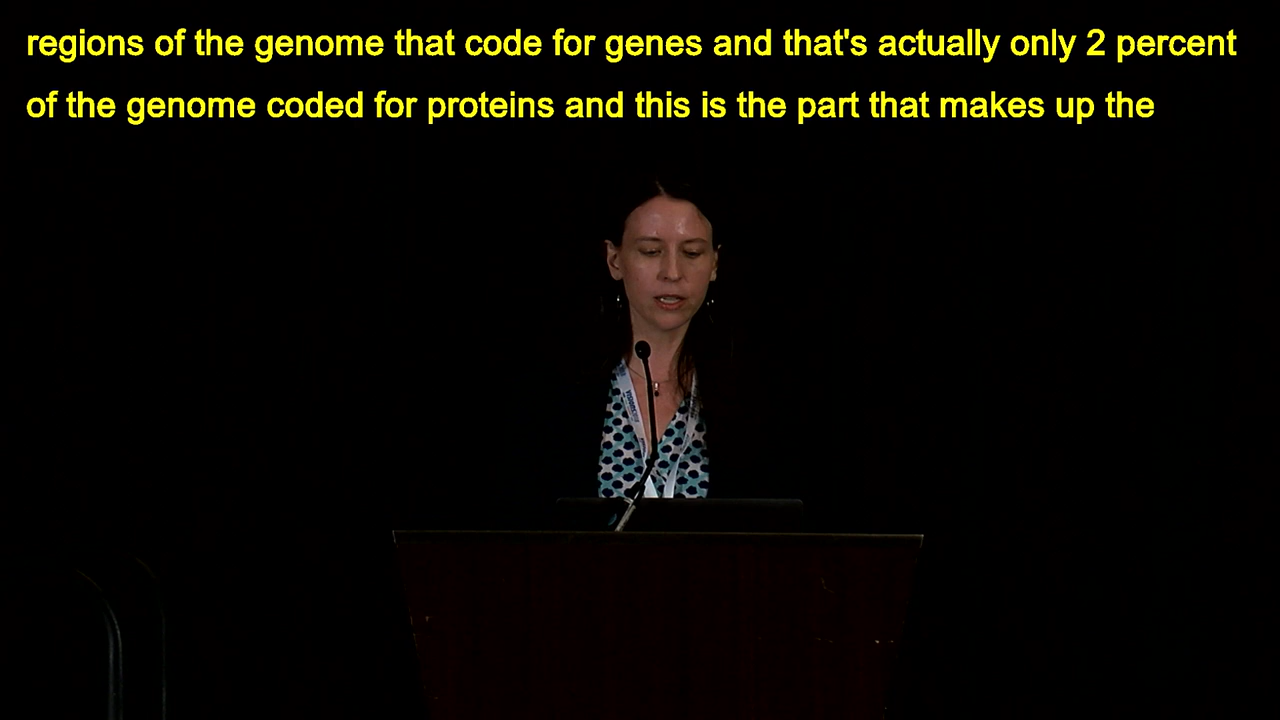 regions of the genome that code for genes and that's actually only 2 percent
of the genome coded for proteins and this is the part that makes up the